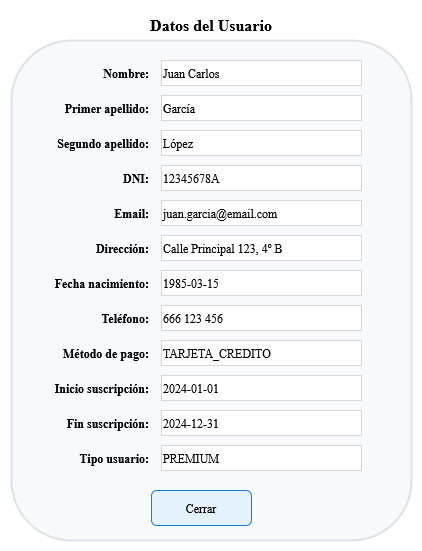 Datos del Usuario
Nombre: Juan Carlos
Primer apellido: García
Segundo apellido: López
DNI: 12345678A
Email: juan.garcia@email.com
Dirección: Calle Principal 123, 4º B
Fecha nacimiento: 1985-03-15
Teléfono: 666 123 456
Método de pago: TARJETA_CREDITO
Inicio suscripción: 2024-01-01
Fin suscripción: 2024-12-31
Tipo usuario: PREMIUM
Cerrar